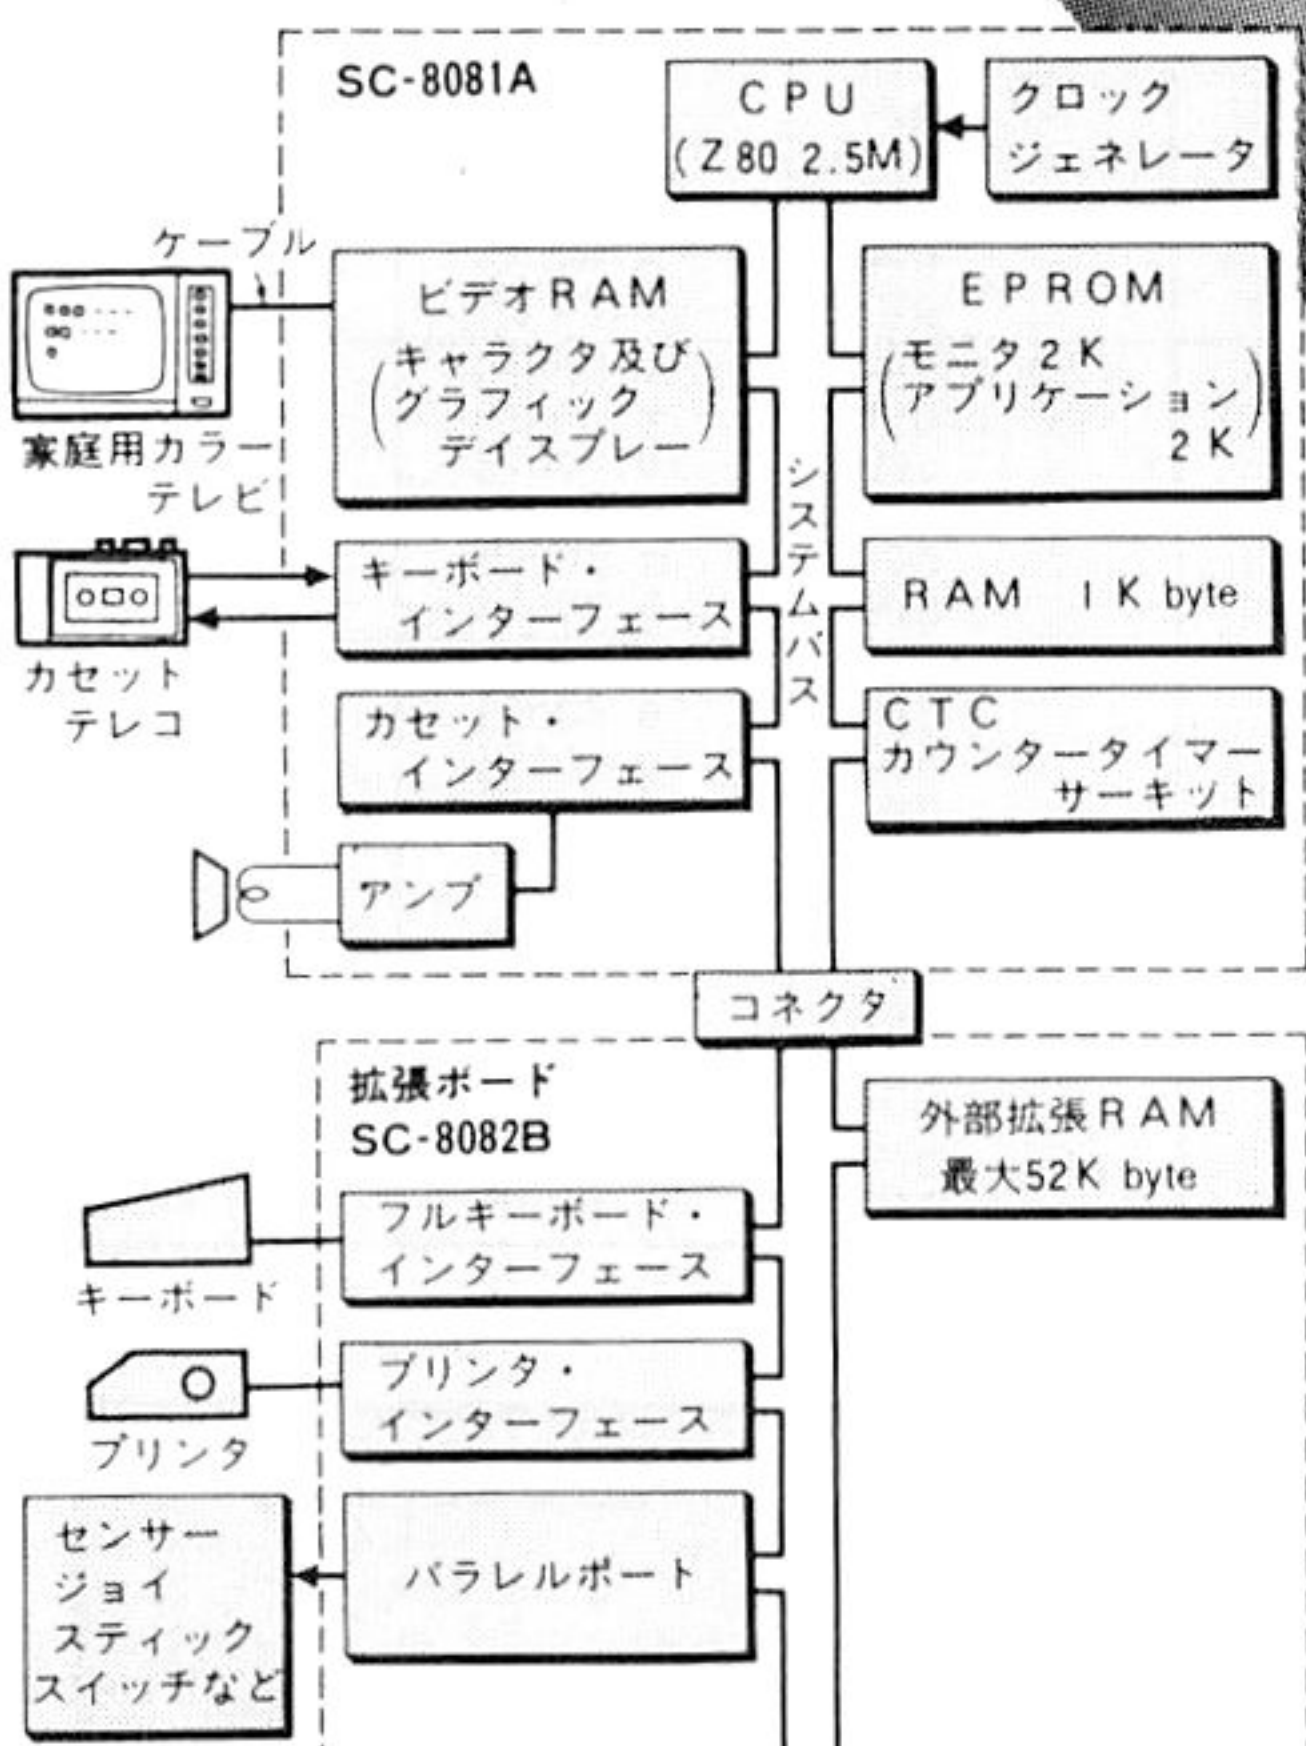 SC-8081A
CPU
(Z80 2.5M)
クロック
ジェネレータ
ケーブル
ビデオRAM
(キャラクタ及び
グラフィック
デイスプレー)
EPROM
(モニタ2K
アプリケーション
2K)
家庭用カラー
テレビ
システムバス
キーボード・
インターフェース
RAM 1K byte
カセット
テレコ
カセット・
インターフェース
CTC
カウンタータイマー
サーキット
アンプ
コネクタ
拡張ボード
SC-8082B
外部拡張RAM
最大52K byte
フルキーボード・
インターフェース
キーボード
プリンタ・
インターフェース
プリンタ
センサー
ジョイ
スティック
スイッチなど
パラレルポート